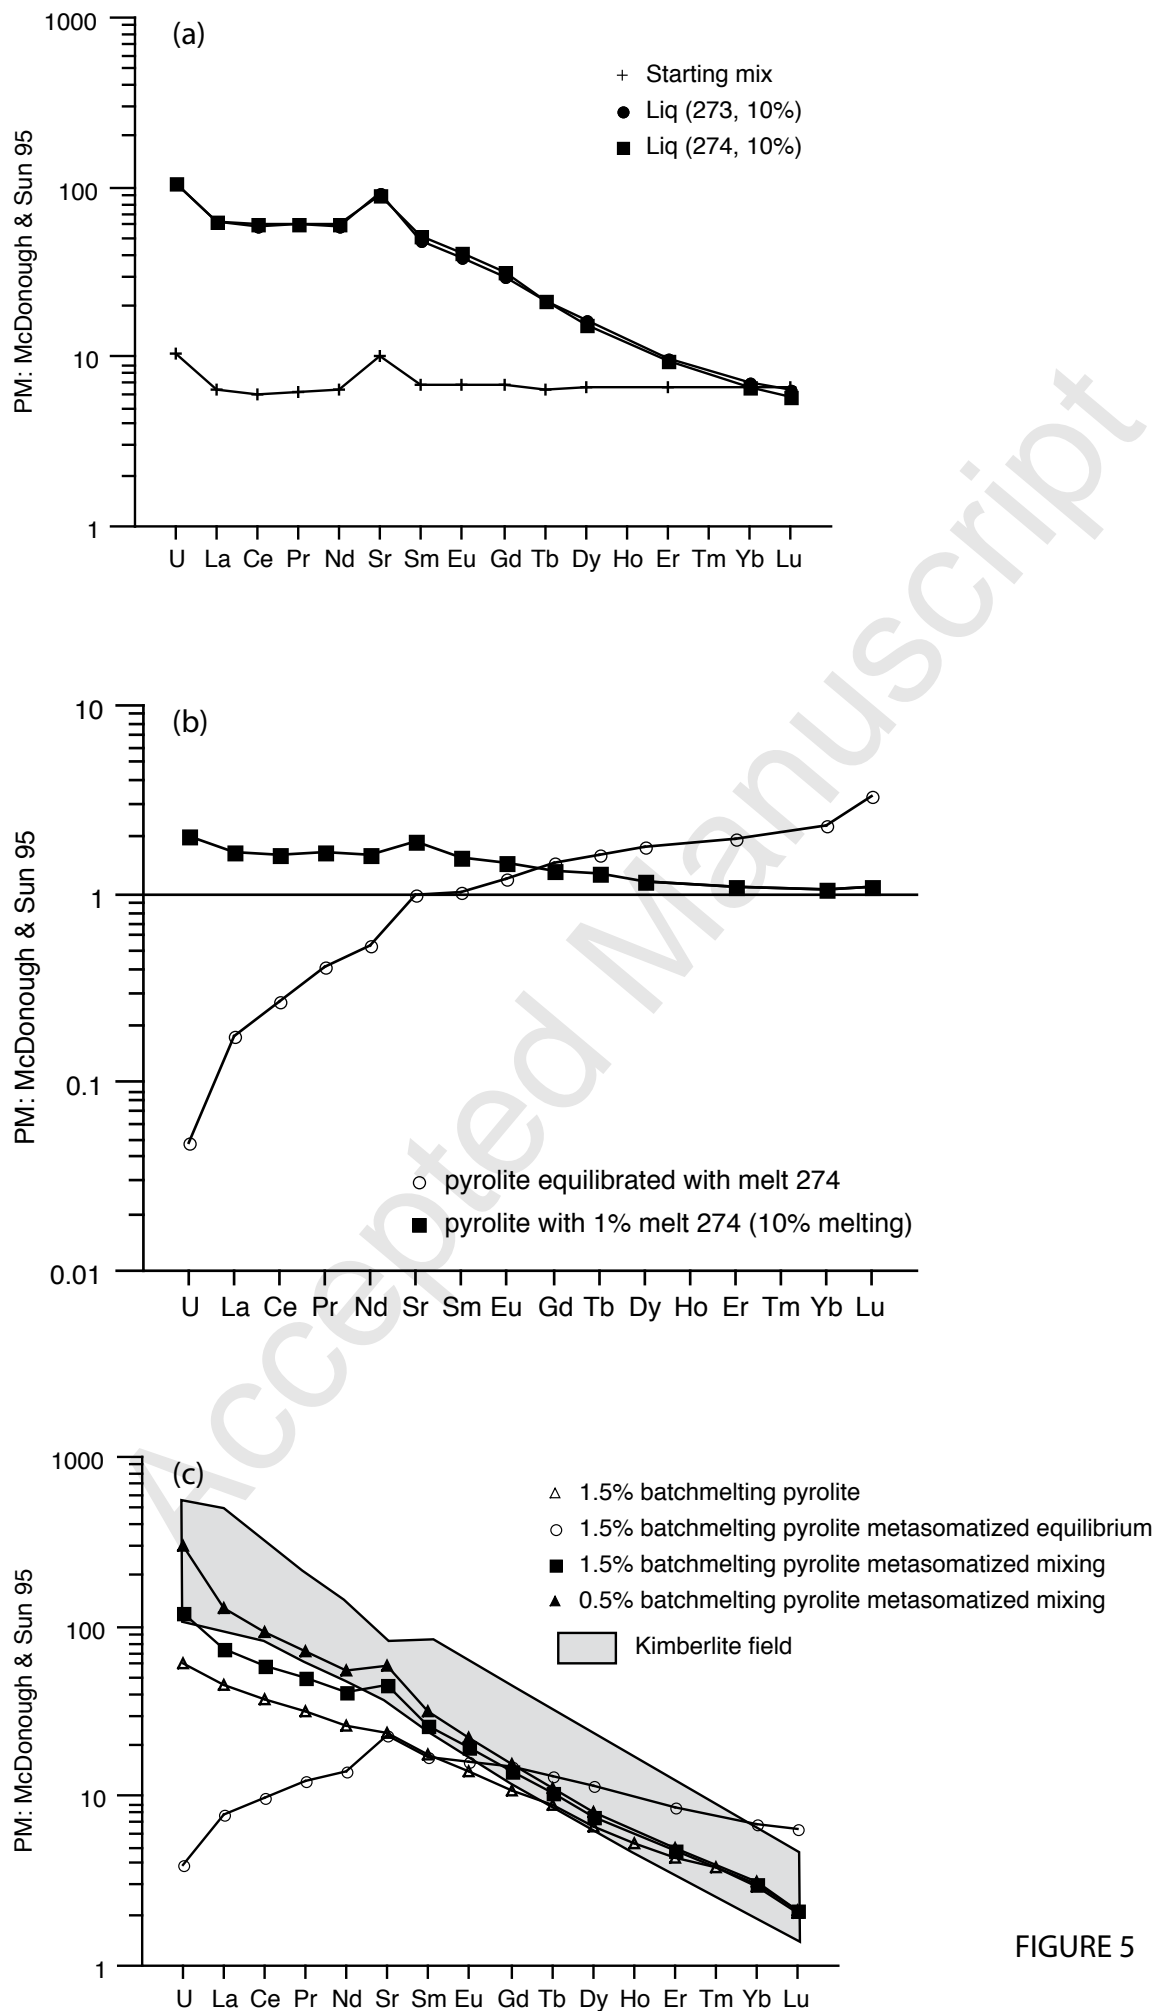 (a)
1000
100
10
1
PM: McDonough & Sun 95
Starting mix
Liq (273, 10%)
Liq (274, 10%)
U La Ce Pr Nd Sr Sm Eu Gd Tb Dy Ho Er Tm Yb Lu
(b)
10
1
0.1
0.01
PM: McDonough & Sun 95
pyrolite equilibrated with melt 274
pyrolite with 1% melt 274 (10% melting)
U La Ce Pr Nd Sr Sm Eu Gd Tb Dy Ho Er Tm Yb Lu
(c)
1000
100
10
1
PM: McDonough & Sun 95
1.5% batchmelting pyrolite
1.5% batchmelting pyrolite metasomatized equilibrium
1.5% batchmelting pyrolite metasomatized mixing
0.5% batchmelting pyrolite metasomatized mixing
Kimberlite field
U La Ce Pr Nd Sr Sm Eu Gd Tb Dy Ho Er Tm Yb Lu
FIGURE 5
Accepted Manuscript